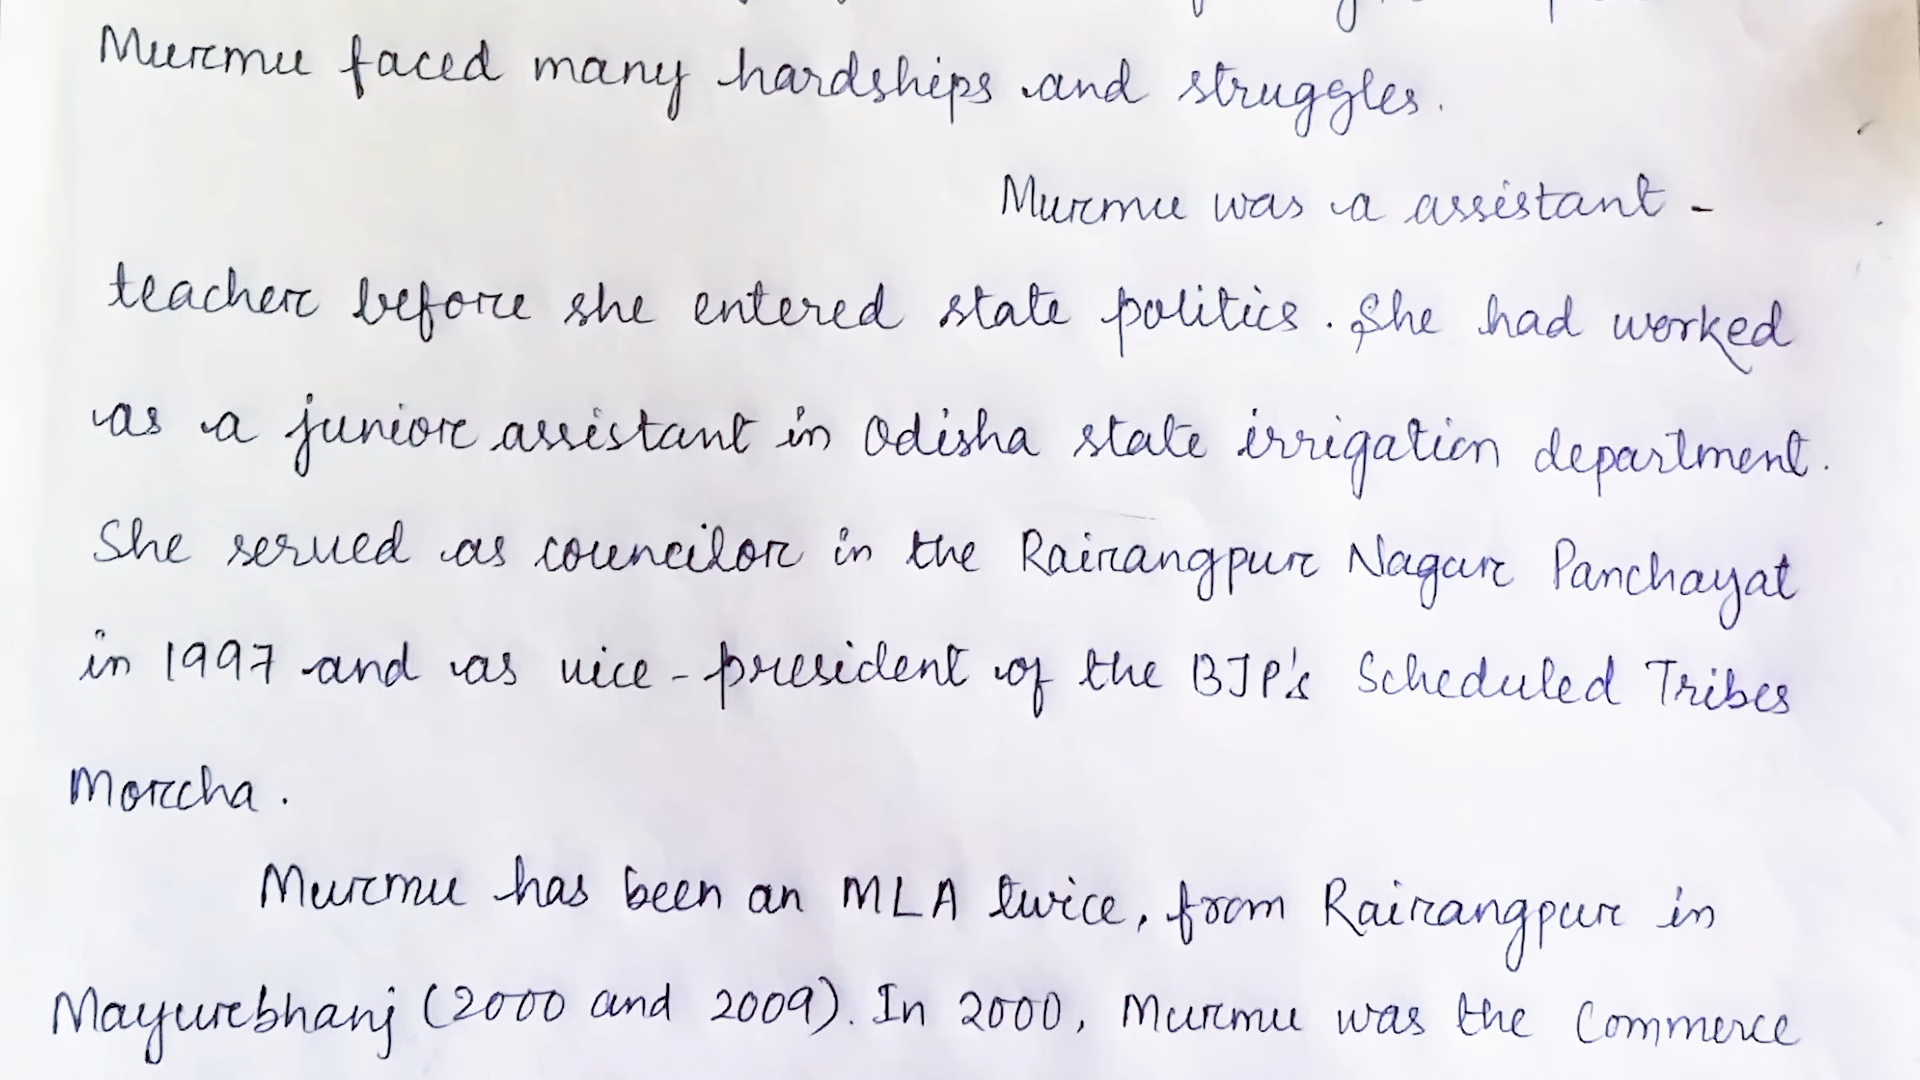 Murmu faced many hardships and struggles.
Murmu was a assistant -
teacher before she entered state politics. She had worked
as a junior assistant in Odisha state irrigation department.
She served as councilor in the Rairangpur Nagar Panchayat
in 1997 and as vice-president of the BJP's Scheduled Tribes
Morcha.
Murmu has been an MLA twice, from Rairangpur in
Mayurbhanj (2000 and 2009). In 2000, Murmu was the Commerce